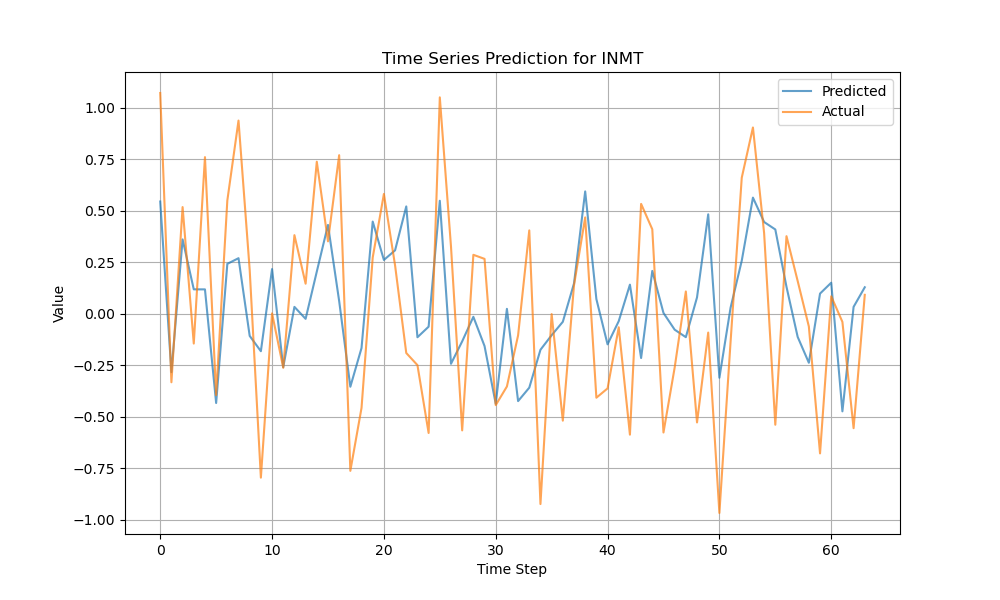 Time Series Prediction for INMT
Predicted
Actual
1.00
0.75
0.50
0.25
0.00
−0.25
−0.50
−0.75
−1.00
Value
0 10 20 30 40 50 60
Time Step